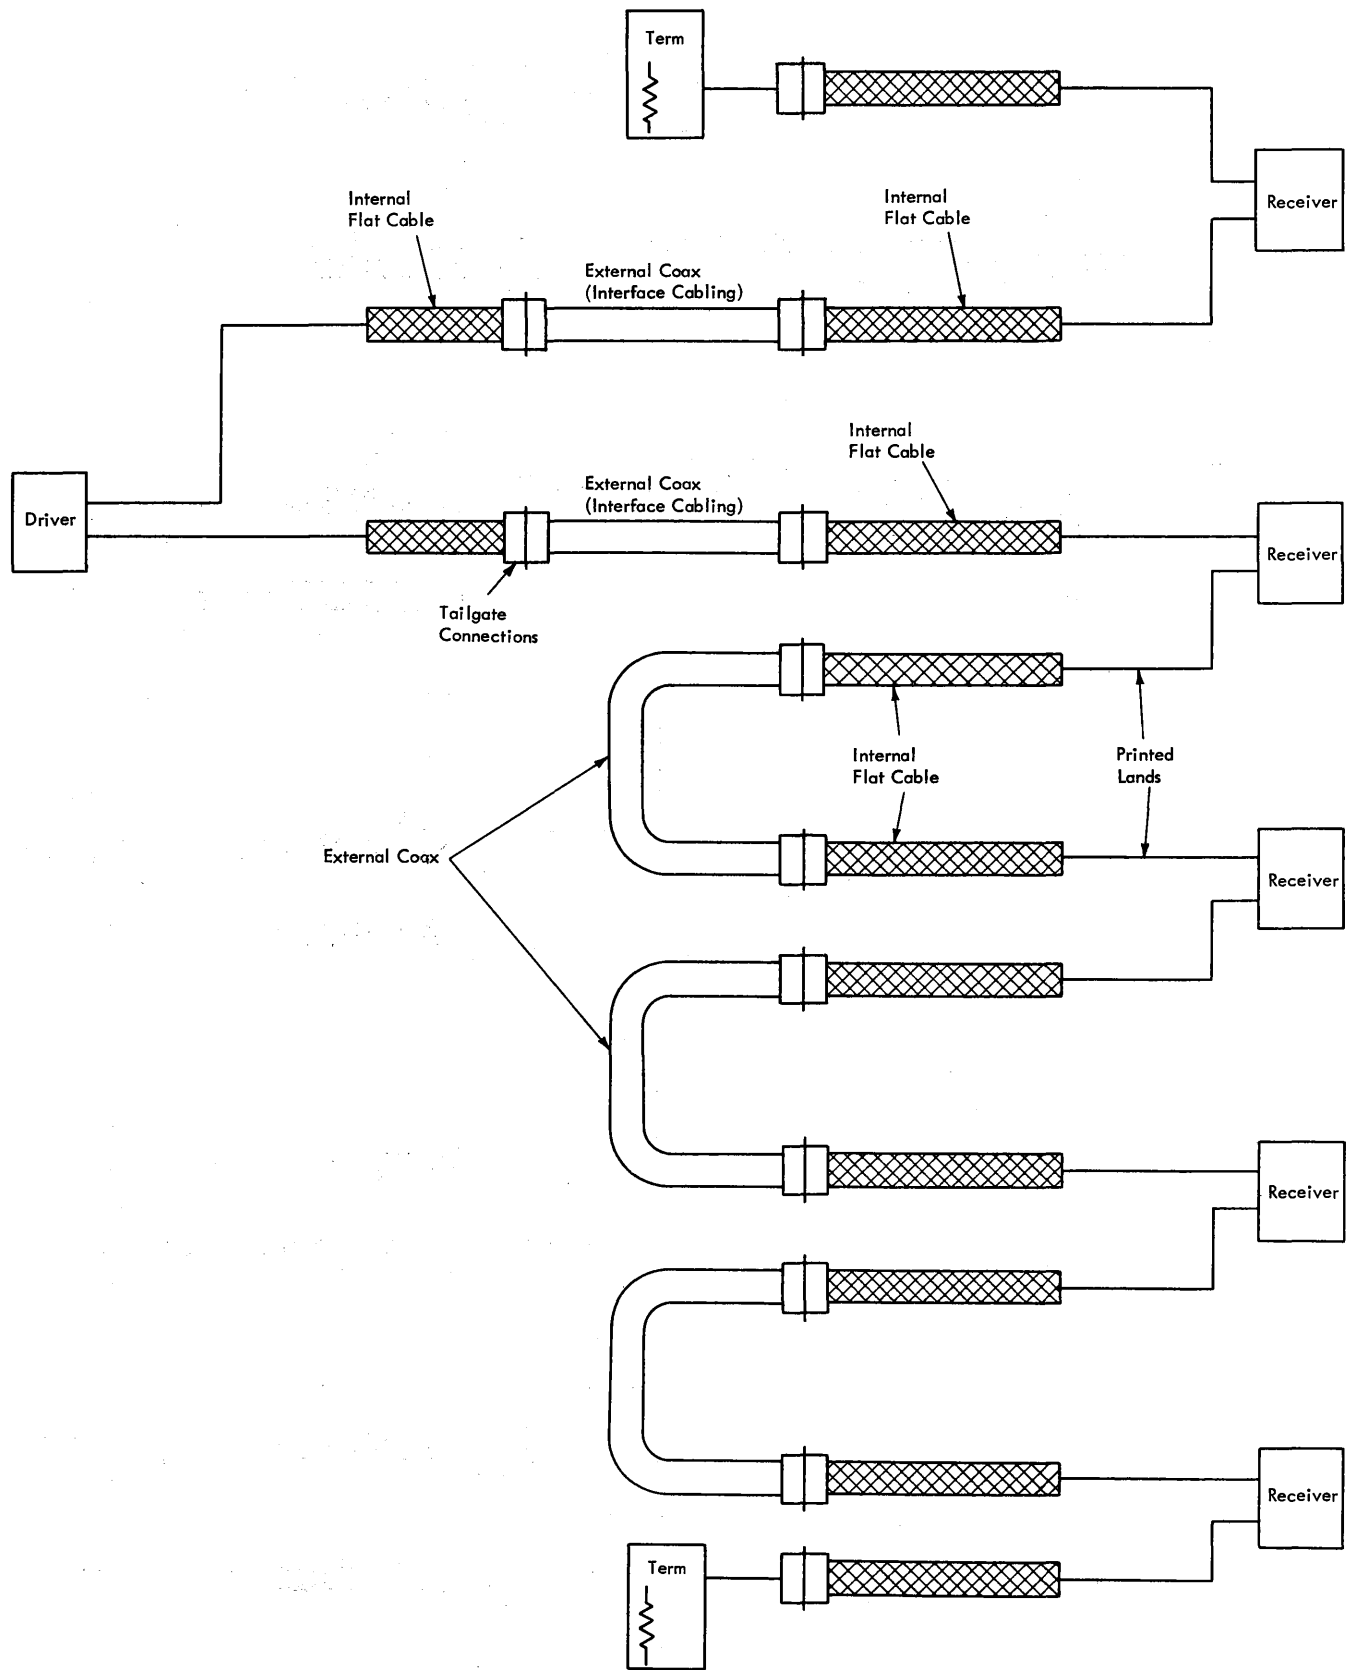 Term
Internal
Flat Cable
Internal
Flat Cable
Receiver
External Coax
(Interface Cabling)
Internal
Flat Cable
External Coax
(Interface Cabling)
Driver
Receiver
Tailgate
Connections
Internal
Flat Cable
Printed
Lands
External Coax
Receiver
Receiver
Receiver
Term